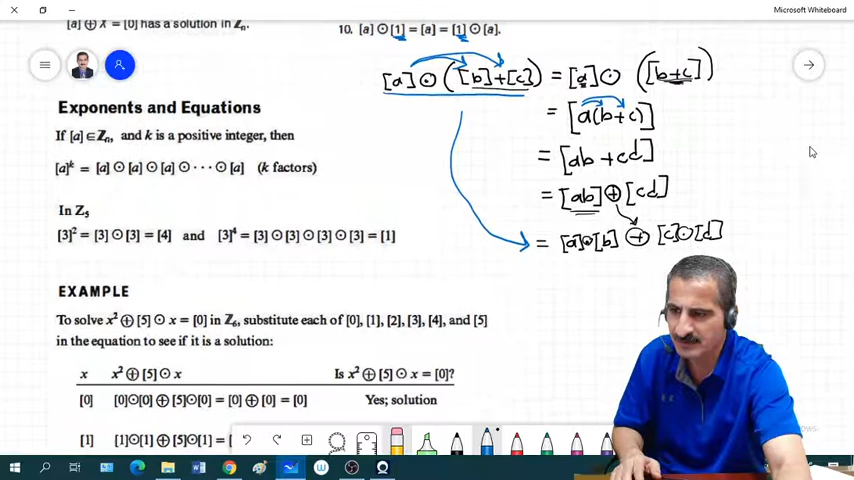 Microsoft Whiteboard
[a] ⊕ x = [0] has a solution in Zn.
10. [a] ⊙ [1] = [a] = [1] ⊙ [a].
[a] ⊙ ([b]+[c]) = [a] ⊙ ([b+c])
= [a(b+c)]
= [ab + cd]
= [ab] ⊕ [cd]
= [a]⊙[b] ⊕ [c]⊙[d]
Exponents and Equations
If [a] ∈ Zn, and k is a positive integer, then
[a]^k = [a] ⊙ [a] ⊙ [a] ⊙ · · · ⊙ [a] (k factors)
In Z5
[3]² = [3] ⊙ [3] = [4] and [3]⁴ = [3] ⊙ [3] ⊙ [3] ⊙ [3] = [1]
EXAMPLE
To solve x² ⊕ [5] ⊙ x = [0] in Z6, substitute each of [0], [1], [2], [3], [4], and [5]
in the equation to see if it is a solution:
x x² ⊕ [5] ⊙ x Is x² ⊕ [5] ⊙ x = [0]?
[0] [0] ⊙ [0] ⊕ [5] ⊙ [0] = [0] ⊕ [0] = [0] Yes; solution
[1] [1] ⊙ [1] ⊕ [5] ⊙ [1] = [